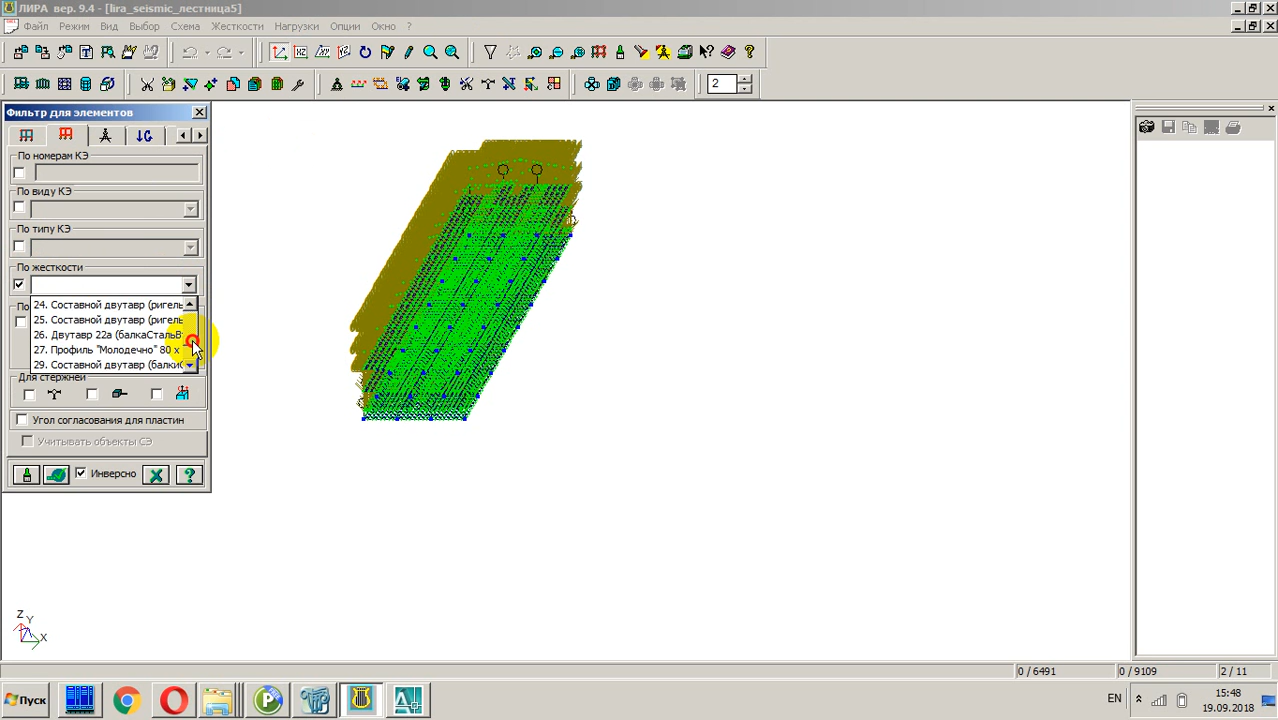 ЛИРА вер. 9.4 - [lira_seismic_лестница5]
Файл Режим Вид Выбор Схема Жесткости Нагрузки Опции Окно ?
2
Фильтр для элементов
По номерам КЭ
По виду КЭ
По типу КЭ
По жесткости
По
24. Составной двутавр (ригель
25. Составной двутавр (ригель
26. Двутавр 22а (балкаСтальВ
27. Профиль "Молодечно" 80 x
29. Составной двутавр (балкиС
Для стержней
Угол согласования для пластин
Учитывать объекты СЭ
Инверсно
Z
Y
X
0 / 6491 0 / 9109 2 / 11
Пуск
EN
15:48
19.09.2018